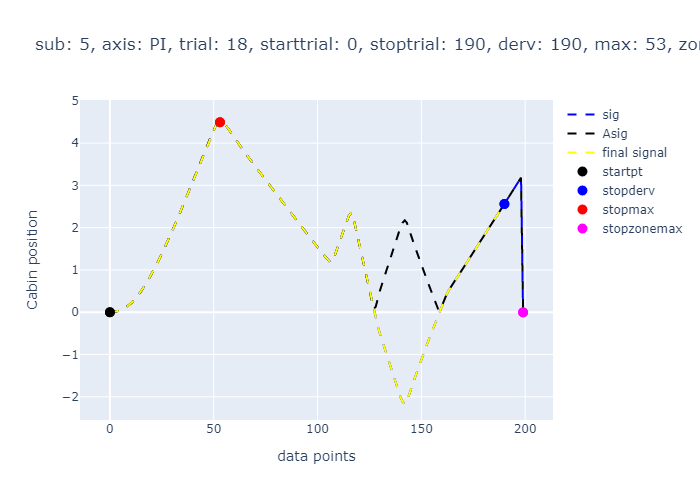 sub: 5, axis: PI, trial: 18, starttrial: 0, stoptrial: 190, derv: 190, max: 53, zo
5
4
3
2
1
0
−1
−2
0
50
100
150
200
Cabin position
data points
sig
Asig
final signal
startpt
stopderv
stopmax
stopzonemax